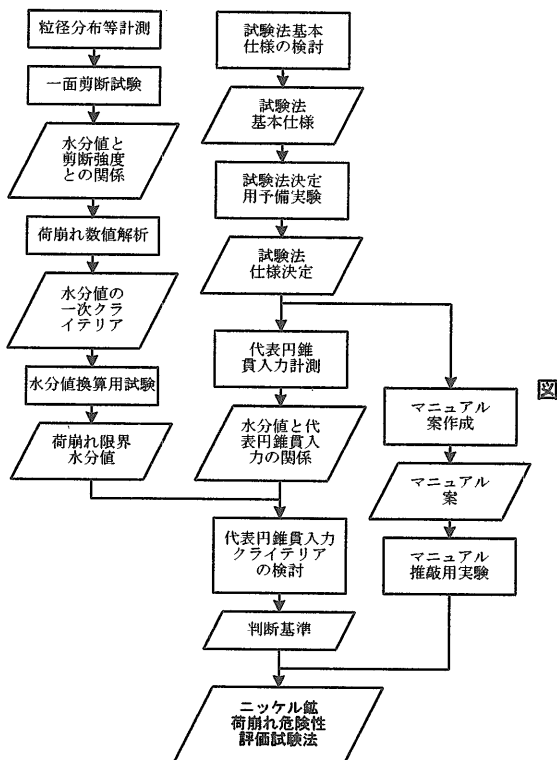 粒径分布等計測
一面剪断試験
水分値と
剪断強度
との関係
荷崩れ数値解析
水分値の
一次クラ
イテリア
水分値換算用試験
荷崩れ限界
水分値
試験法基本
仕様の検討
試験法
基本仕様
試験法決定
用予備実験
試験法
仕様決定
代表円錐
貫入力計測
水分値と代
表円錐貫入
力の関係
代表円錐貫入力
クライテリア
の検討
判断基準
マニュアル
案作成
マニュアル
案
マニュアル
推敲用実験
ニッケル鉱
荷崩れ危険性
評価試験法
図